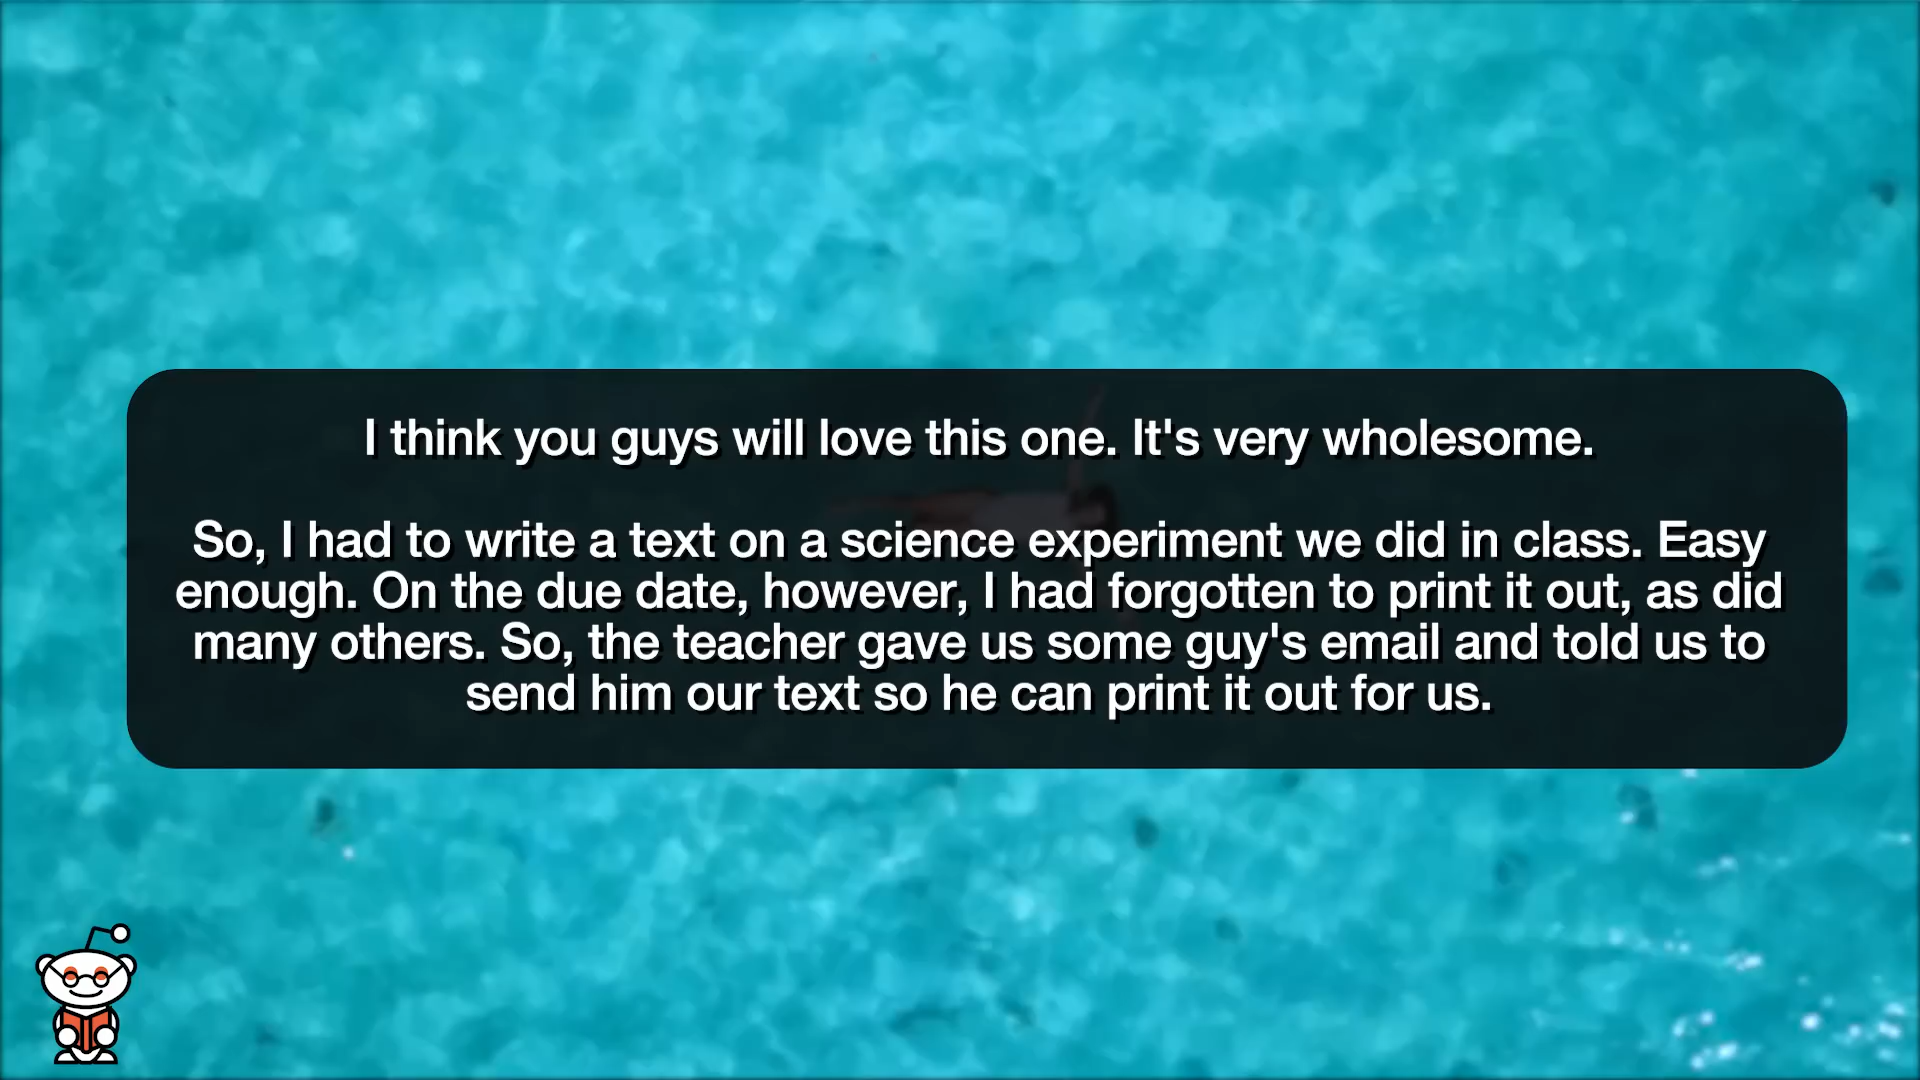 I think you guys will love this one. It's very wholesome.
So, I had to write a text on a science experiment we did in class. Easy
enough. On the due date, however, I had forgotten to print it out, as did
many others. So, the teacher gave us some guy's email and told us to
send him our text so he can print it out for us.